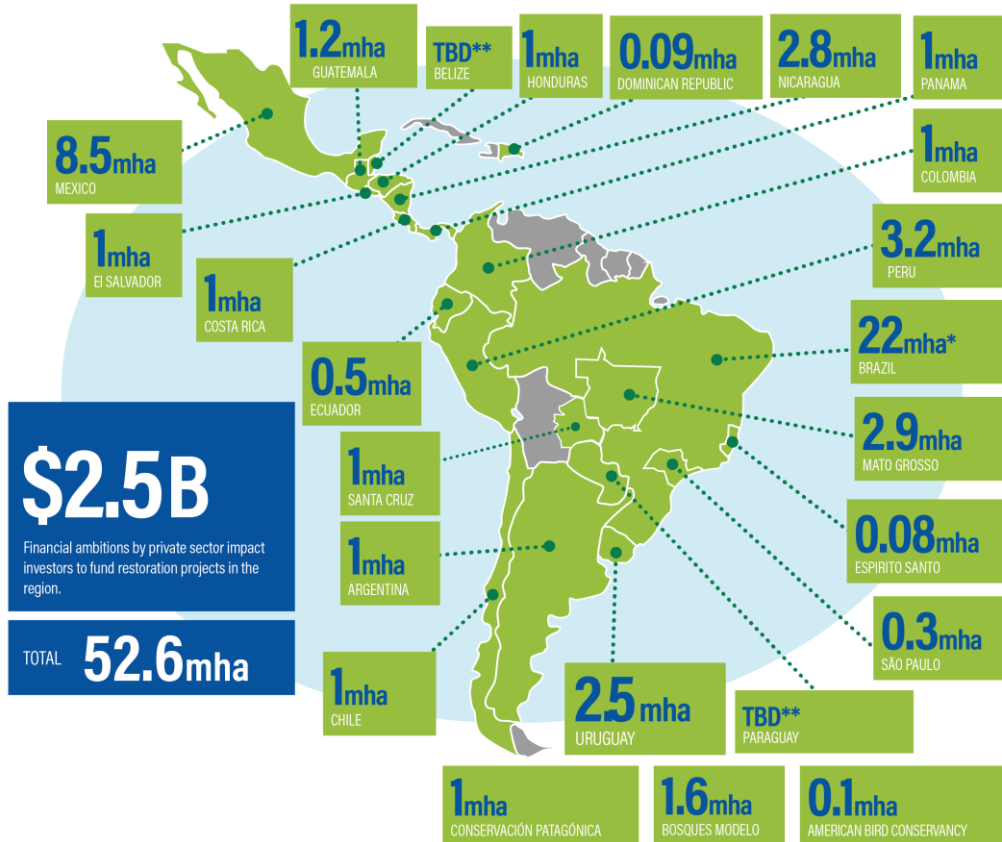 1.2mha
GUATEMALA
TBD**
BELIZE
1mha
HONDURAS
0.09mha
DOMINICAN REPUBLIC
2.8mha
NICARAGUA
1mha
PANAMA
8.5mha
MEXICO
1mha
COLOMBIA
1mha
El SALVADOR
3.2mha
PERU
1mha
COSTA RICA
22mha*
BRAZIL
0.5mha
ECUADOR
2.9mha
MATO GROSSO
$2.5B
Financial ambitions by private sector impact
investors to fund restoration projects in the
region.
1mha
SANTA CRUZ
0.08mha
ESPIRITO SANTO
1mha
ARGENTINA
0.3mha
SÃO PAULO
TOTAL 52.6mha
1mha
CHILE
2.5 mha
URUGUAY
TBD**
PARAGUAY
1mha
CONSERVACIÓN PATAGÓNICA
1.6mha
BOSQUES MODELO
0.1mha
AMERICAN BIRD CONSERVANCY